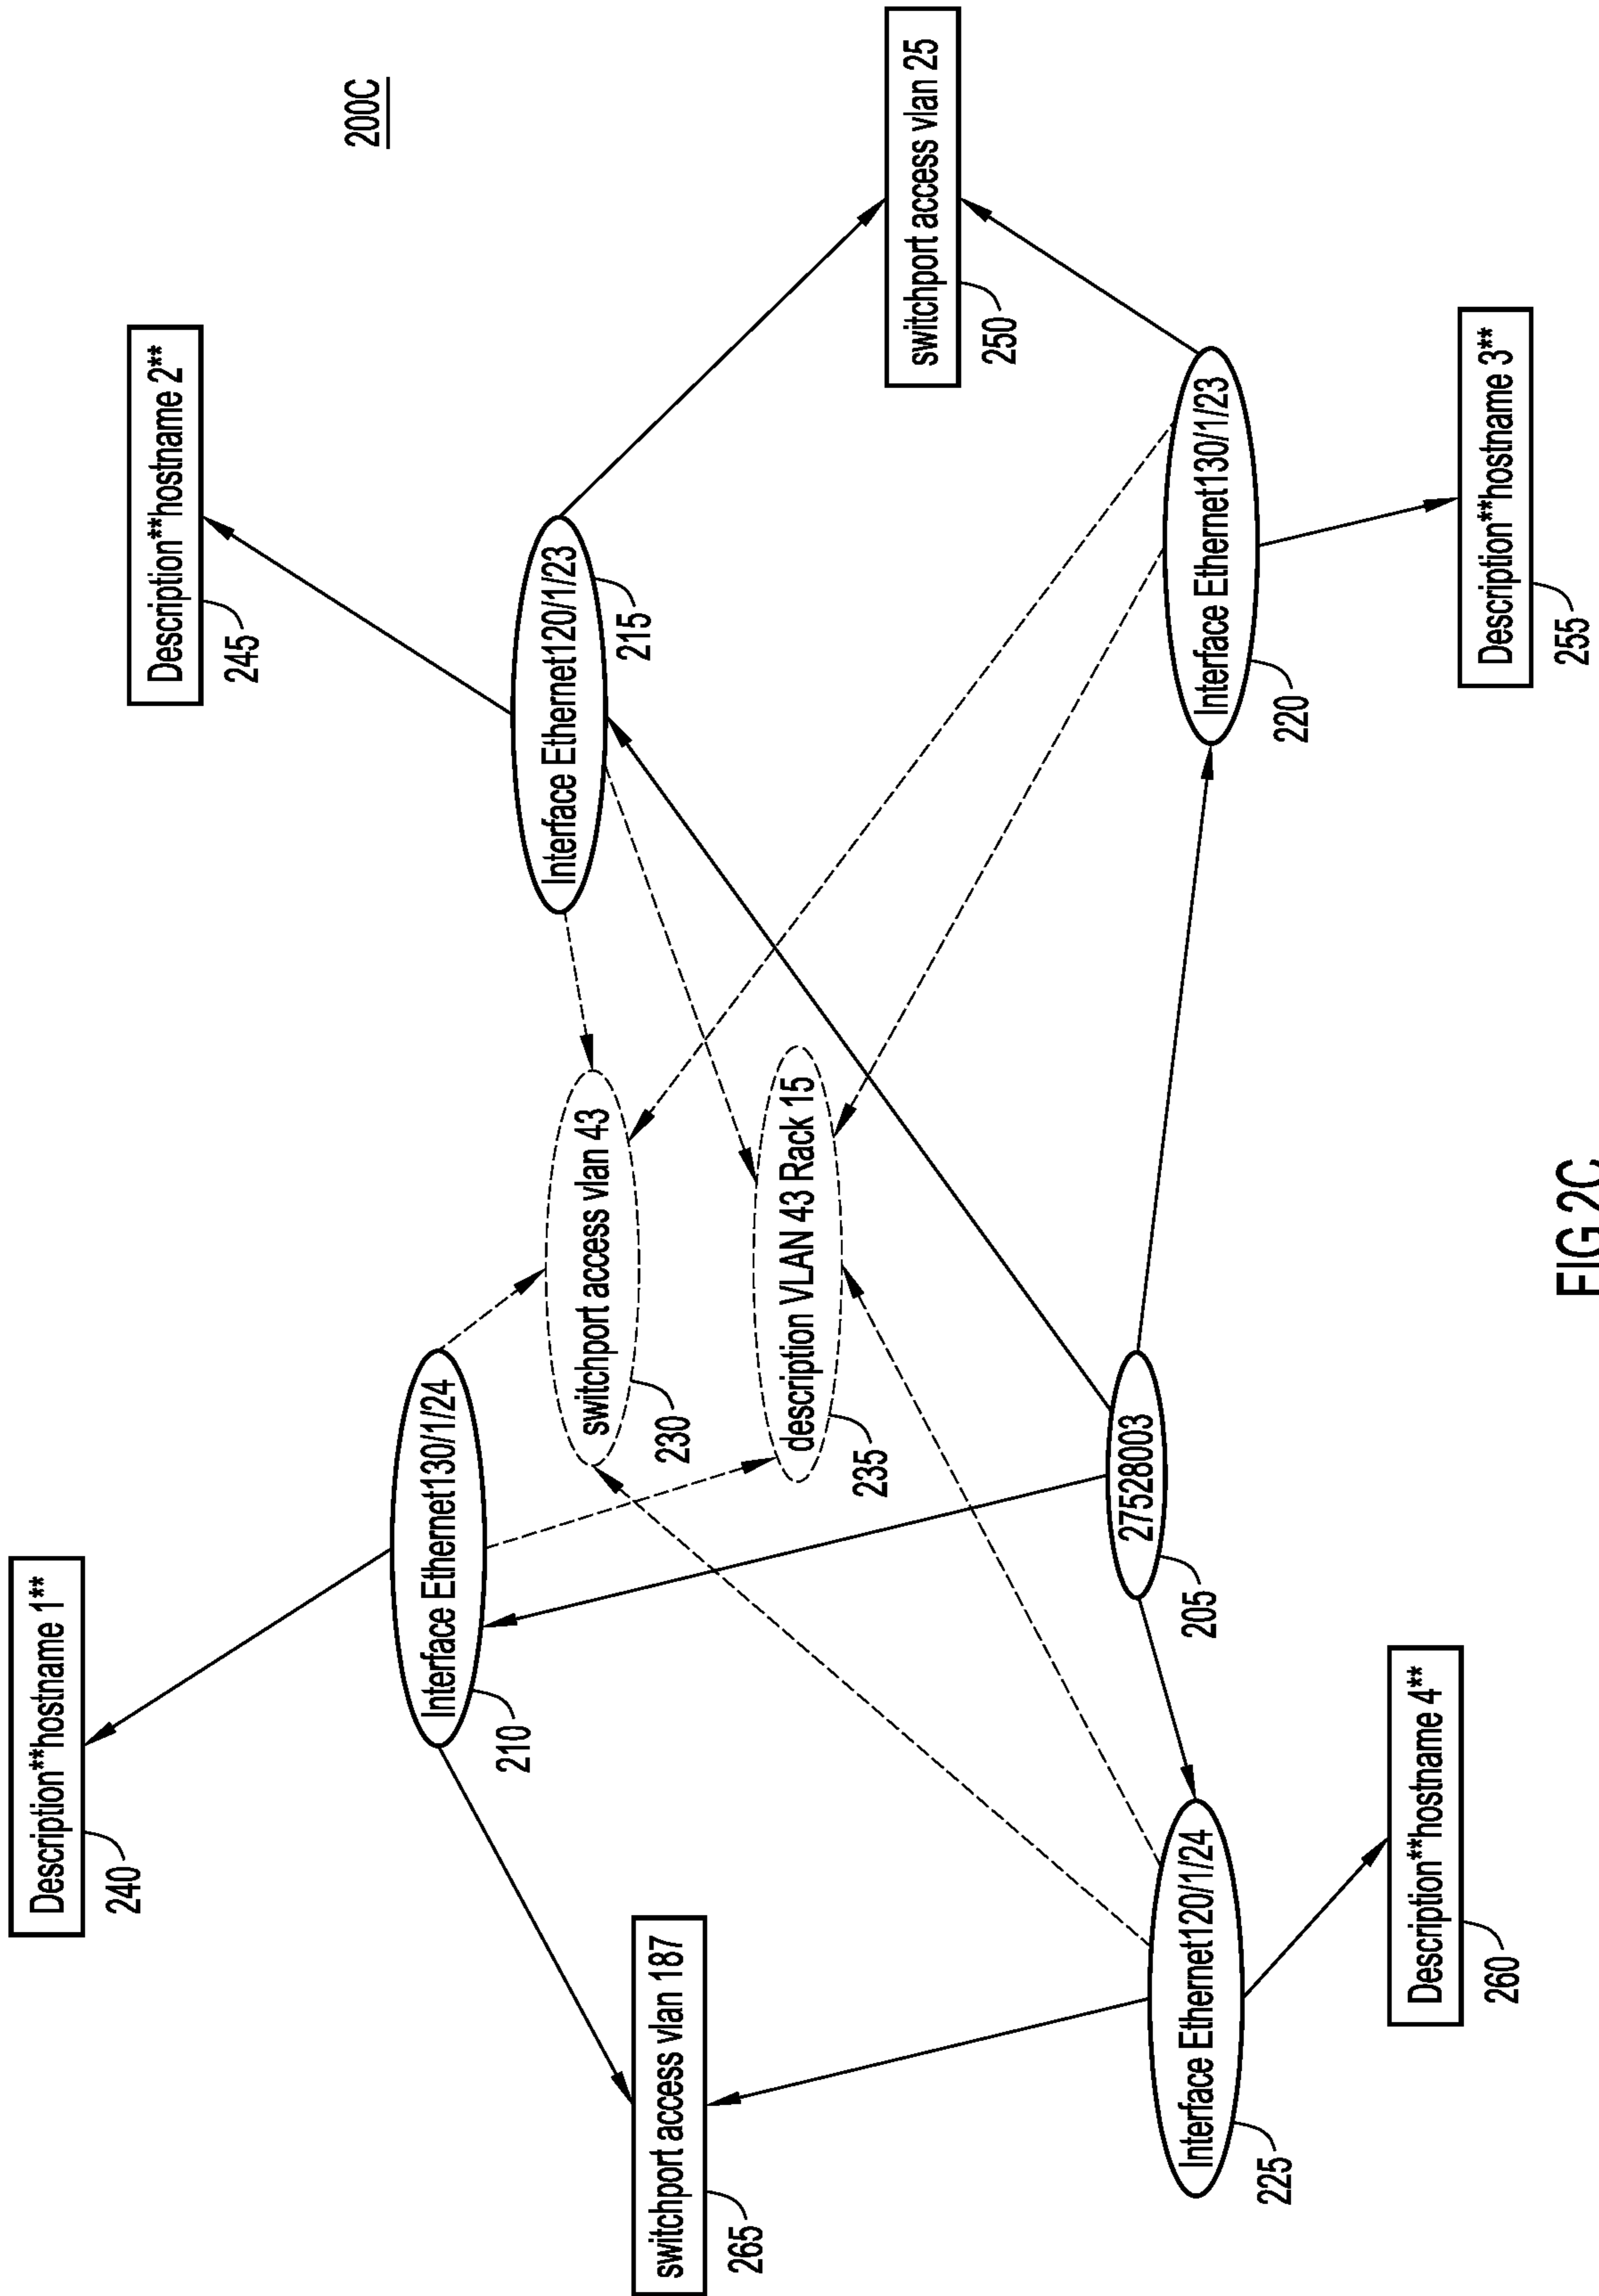 200C
Description**hostname 1**
240
Description**hostname 2**
245
Interface Ethernet130/1/24
210
Interface Ethernet120/1/23
215
switchport access vlan 43
230
switchport access vlan 187
265
description VLAN 43 Rack 15
235
switchport access vlan 25
250
27528003
205
Interface Ethernet120/1/24
225
Interface Ethernet130/1/23
220
Description**hostname 4**
260
Description**hostname 3**
255
FIG.2C